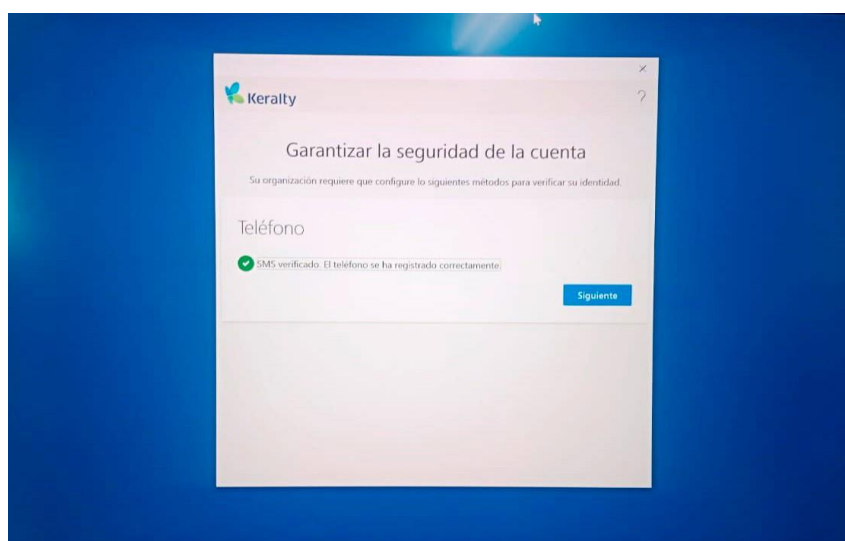 Keralty
?
Garantizar la seguridad de la cuenta
Su organización requiere que configure lo siguientes métodos para verificar su identidad.
Teléfono
SMS verificado. El teléfono se ha registrado correctamente.
Siguiente